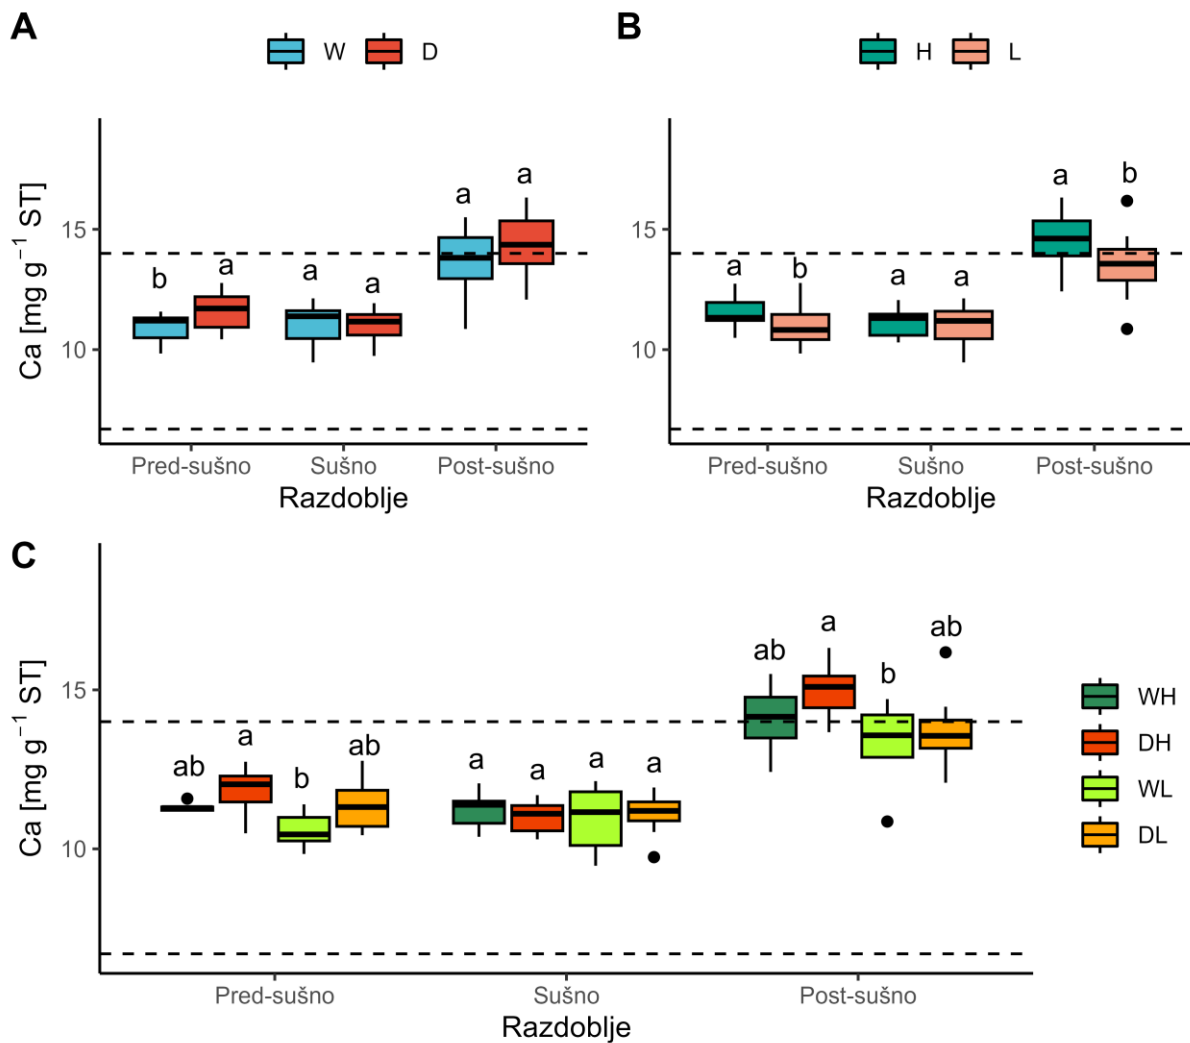 A
W D
Ca [mg g⁻¹ ST]
15
10
b a a a a a
Pred-sušno Sušno Post-sušno
Razdoblje
B
H L
15
10
a b a a a b
Pred-sušno Sušno Post-sušno
Razdoblje
C
Ca [mg g⁻¹ ST]
15
10
ab a b ab a a a a ab a b ab
Pred-sušno Sušno Post-sušno
Razdoblje
WH
DH
WL
DL